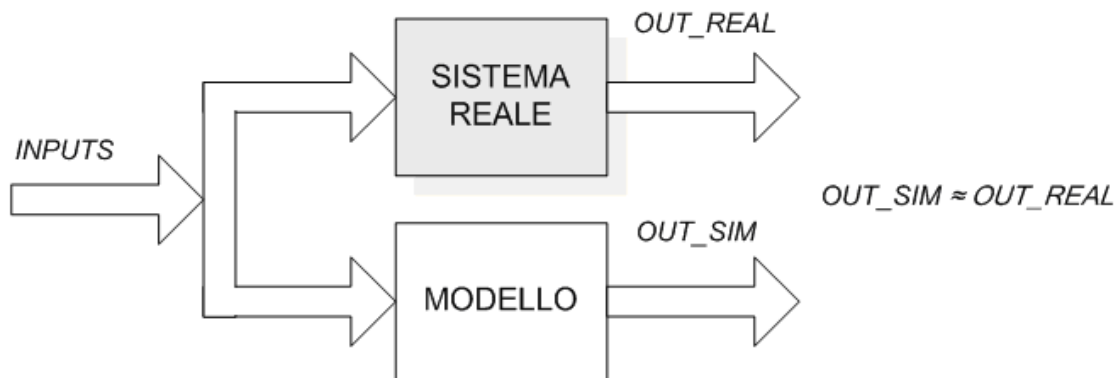 OUT_REAL
SISTEMA
REALE
INPUTS
OUT_SIM ≈ OUT_REAL
OUT_SIM
MODELLO